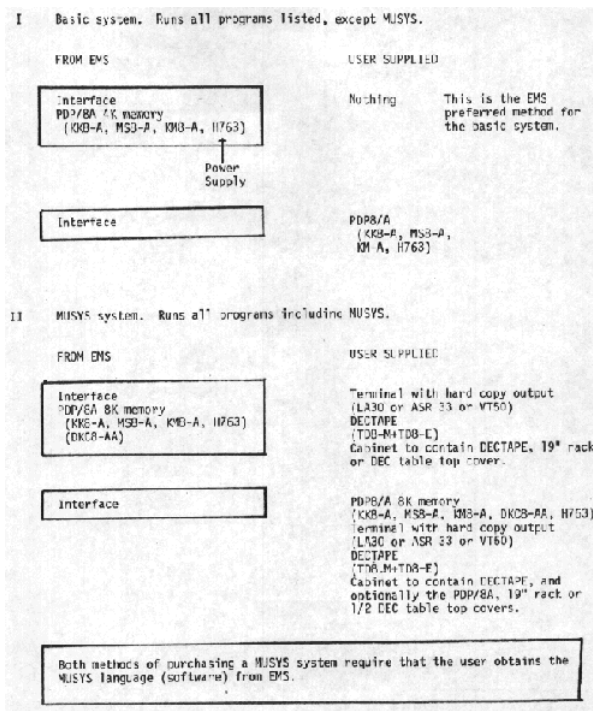 I Basic system. Runs all programs listed, except MUSYS.
FROM EMS
USER SUPPLIED
Interface
PDP/8A 4K memory
(KK8-A, MS8-A, KM8-A, H763)
Power
Supply
Nothing This is the EMS
preferred method for
the basic system.
Interface
PDP8/A
(KK8-A, MS8-A,
KM-A, H763)
II MUSYS system. Runs all programs including MUSYS.
FROM EMS
USER SUPPLIED
Interface
PDP/8A 8K memory
(KK8-A, MS8-A, KM8-A, H763)
(DKC8-AA)
Terminal with hard copy output
(LA30 or ASR 33 or VT50)
DECTAPE
(TD8-M+TD8-E)
Cabinet to contain DECTAPE, 19" rack
or DEC table top cover.
Interface
PDP8/A 8K memory
(KK8-A, MS8-A, KM8-A, DKC8-AA, H763)
Terminal with hard copy output
(LA30 or ASR 33 or VT50)
DECTAPE
(TD8-M+TD8-E)
Cabinet to contain DECTAPE, and
optionally the PDP/8A, 19" rack or
1/2 DEC table top covers.
Both methods of purchasing a MUSYS system require that the user obtains the
MUSYS language (software) from EMS.